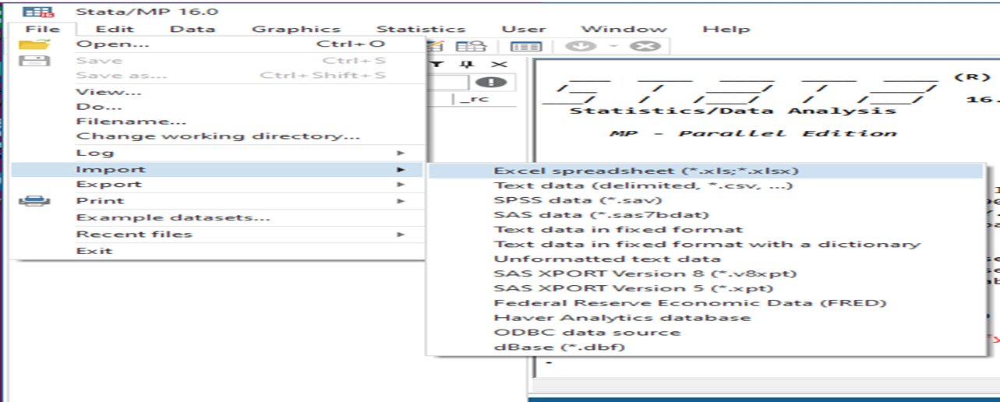 Stata/MP 16.0
File Edit Data Graphics Statistics User Window Help
Open... Ctrl+O
Save Ctrl+S
Save as... Ctrl+Shift+S
View...
Do...
Filename...
Change working directory...
Log
Import
Export
Print
Example datasets...
Recent files
Exit
_rc
(R)
16.
Statistics/Data Analysis
MP - Parallel Edition
Excel spreadsheet (*.xls;*.xlsx)
Text data (delimited, *.csv, ...)
SPSS data (*.sav)
SAS data (*.sas7bdat)
Text data in fixed format
Text data in fixed format with a dictionary
Unformatted text data
SAS XPORT Version 8 (*.v8xpt)
SAS XPORT Version 5 (*.xpt)
Federal Reserve Economic Data (FRED)
Haver Analytics database
ODBC data source
dBase (*.dbf)
.